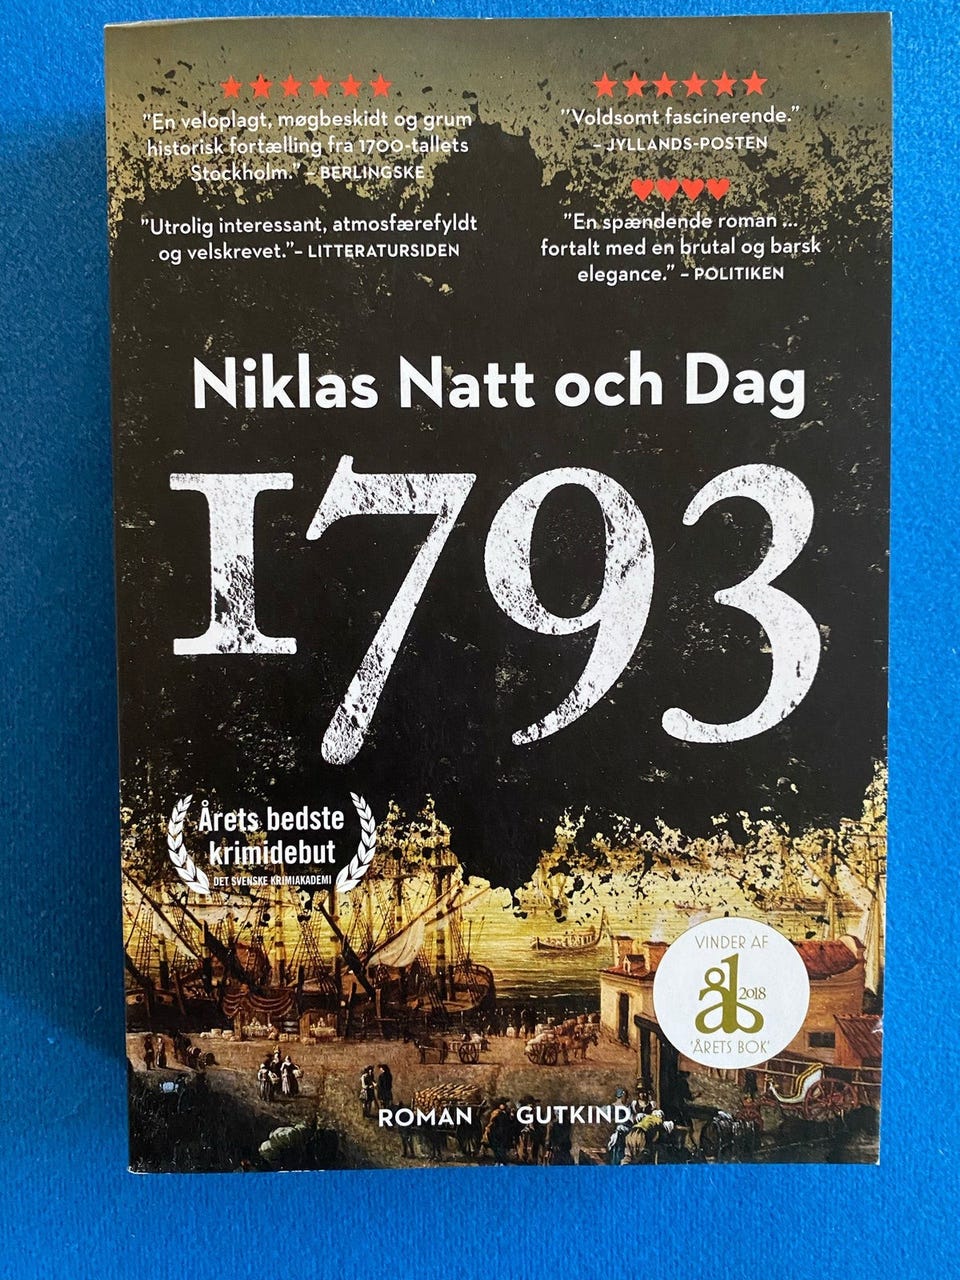 ★★★★★★
"En veloplagt, møgbeskidt og grum
historisk fortælling fra 1700-tallets
Stockholm." – BERLINGSKE
"Utrolig interessant, atmosfærefyldt
og velskrevet." – LITTERATURSIDEN
★★★★★★
"Voldsomt fascinerende."
– JYLLANDS-POSTEN
♥♥♥♥
"En spændende roman ...
fortalt med en brutal og barsk
elegance." – POLITIKEN
Niklas Natt och Dag
1793
Årets bedste
krimidebut
DET SVENSKE KRIMIAKADEMI
VINDER AF
åb 2018
'ÅRETS BOK'
ROMAN GUTKIND